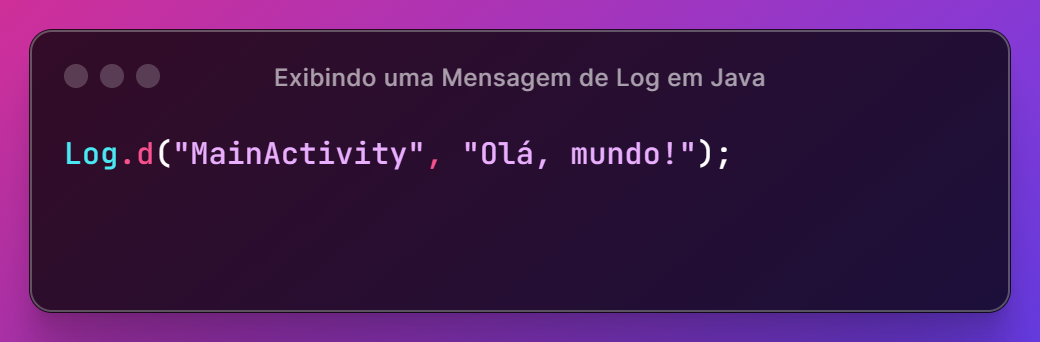 Exibindo uma Mensagem de Log em Java
Log.d("MainActivity", "Olá, mundo!");